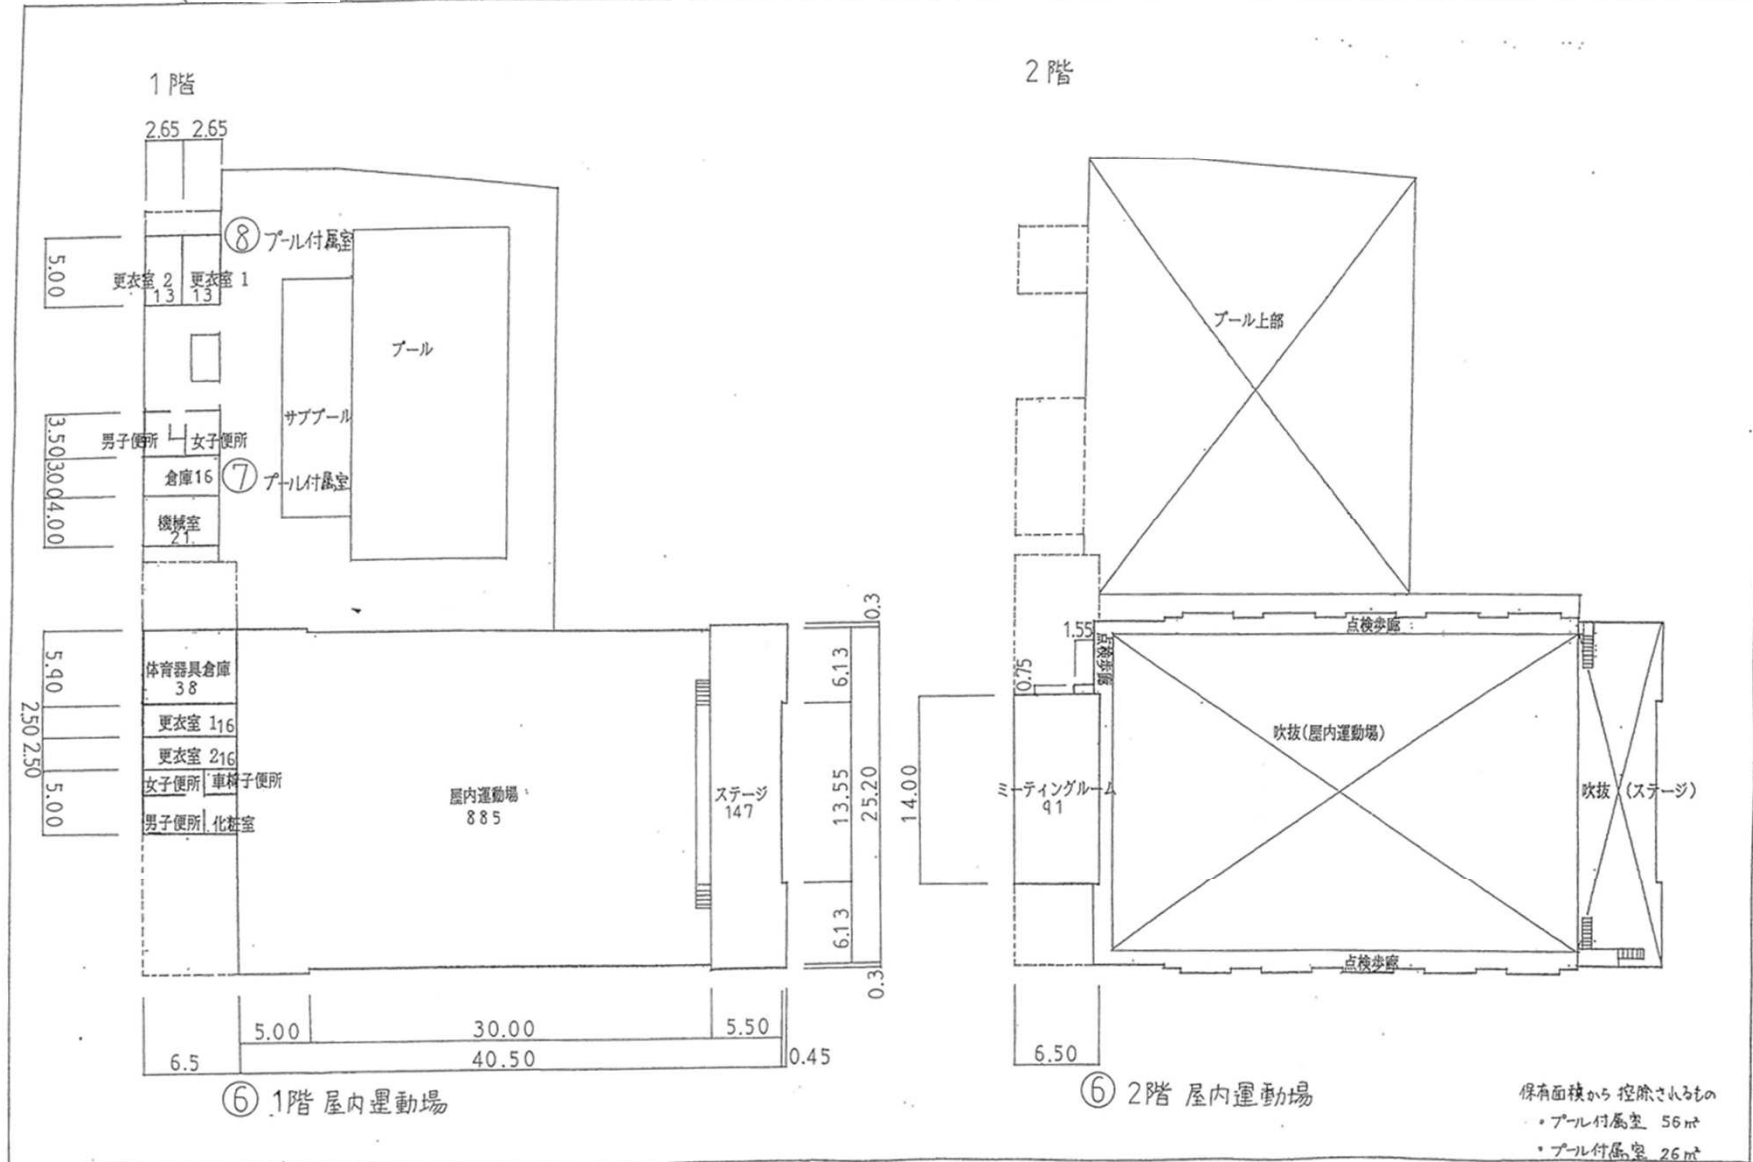 1階
2.65 2.65
⑧ プール付属室
5.00
更衣室 2
13
更衣室 1
13
プール
サブプール
3.50
男子便所
女子便所
3.00
倉庫16
⑦ プール付属室
4.00
機械室
21
5.90
体育器具倉庫
38
2.50
更衣室 1 16
2.50
更衣室 2 16
5.00
女子便所
車椅子便所
男子便所
化粧室
屋内運動場
885
ステージ
147
0.3
6.13
13.55
25.20
6.13
0.3
5.00
30.00
5.50
6.5
40.50
0.45
⑥ 1階 屋内運動場
2階
プール上部
1.55
点検歩廊
点検歩廊
0.75
吹抜(屋内運動場)
14.00
ミーティングルーム
91
吹抜 (ステージ)
点検歩廊
6.50
⑥ 2階 屋内運動場
保有面積から控除されるもの
・プール付属室 56㎡
・プール付属室 26㎡